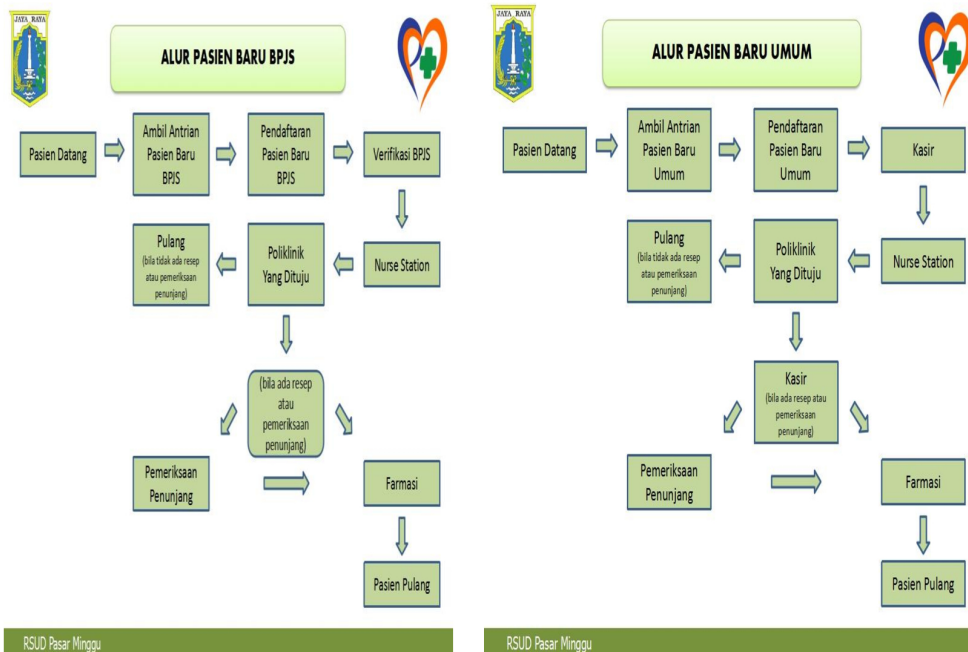 JAYA RAYA
ALUR PASIEN BARU BPJS
Pasien Datang
Ambil Antrian
Pasien Baru
BPJS
Pendaftaran
Pasien Baru
BPJS
Verifikasi BPJS
Pulang
(bila tidak ada resep
atau pemeriksaan
penunjang)
Poliklinik
Yang Dituju
Nurse Station
(bila ada resep
atau
pemeriksaan
penunjang)
Pemeriksaan
Penunjang
Farmasi
Pasien Pulang
RSUD Pasar Minggu
JAYA RAYA
ALUR PASIEN BARU UMUM
Pasien Datang
Ambil Antrian
Pasien Baru
Umum
Pendaftaran
Pasien Baru
Umum
Kasir
Pulang
(bila tidak ada resep
atau pemeriksaan
penunjang)
Poliklinik
Yang Dituju
Nurse Station
Kasir
(bila ada resep atau
pemeriksaan
penunjang)
Pemeriksaan
Penunjang
Farmasi
Pasien Pulang
RSUD Pasar Minggu